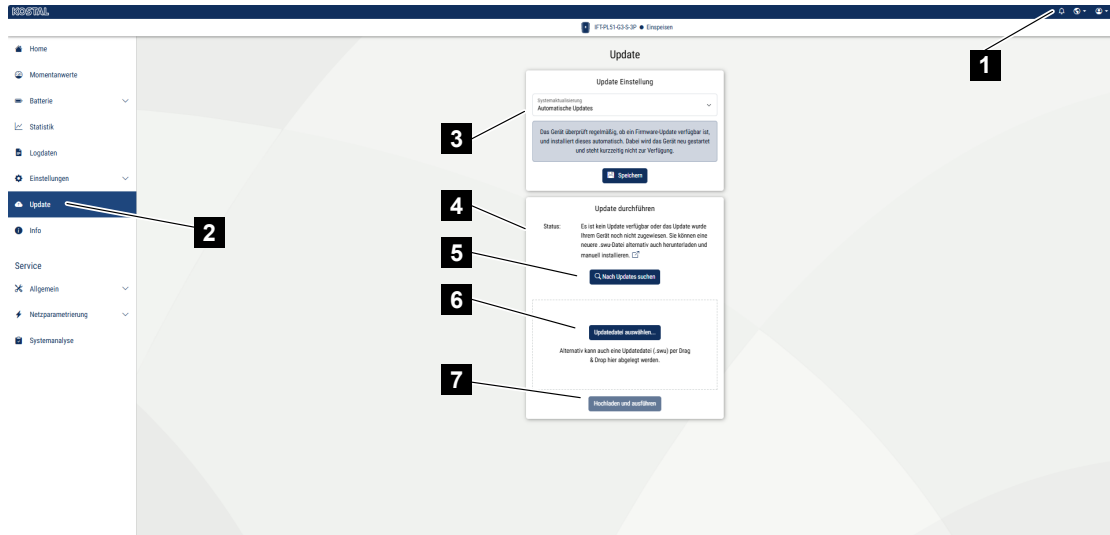 KOSTAL
IFT-PL51-G3-S-3P ● Einspeisen
Home
Momentanwerte
Batterie
Statistik
Logdaten
Einstellungen
Update
Info
Service
Allgemein
Netzparametrierung
Systemanalyse
1
2
Update
Update Einstellung
3
Systemaktualisierung
Automatische Updates
Das Gerät überprüft regelmäßig, ob ein Firmware-Update verfügbar ist,
und installiert dieses automatisch. Dabei wird das Gerät neu gestartet
und steht kurzzeitig nicht zur Verfügung.
Speichern
4
Update durchführen
Status: Es ist kein Update verfügbar oder das Update wurde
Ihrem Gerät noch nicht zugewiesen. Sie können eine
neuere .swu-Datei alternativ auch herunterladen und
manuell installieren.
5
Nach Updates suchen
6
Updatedatei auswählen...
Alternativ kann auch eine Updatedatei (.swu) per Drag
& Drop hier abgelegt werden.
7
Hochladen und ausführen